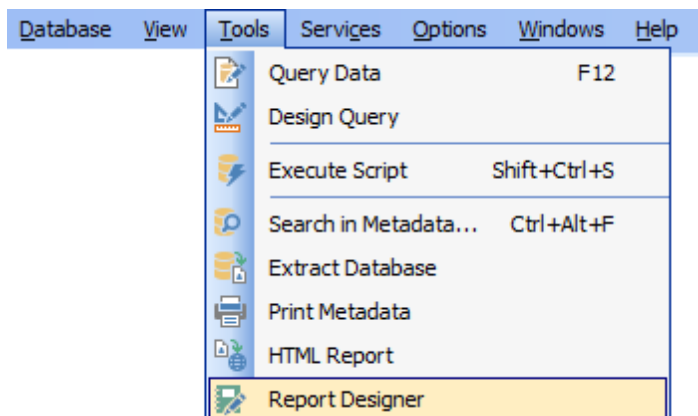 Database View Tools Services Options Windows Help
Query Data F12
Design Query
Execute Script Shift+Ctrl+S
Search in Metadata... Ctrl+Alt+F
Extract Database
Print Metadata
HTML Report
Report Designer